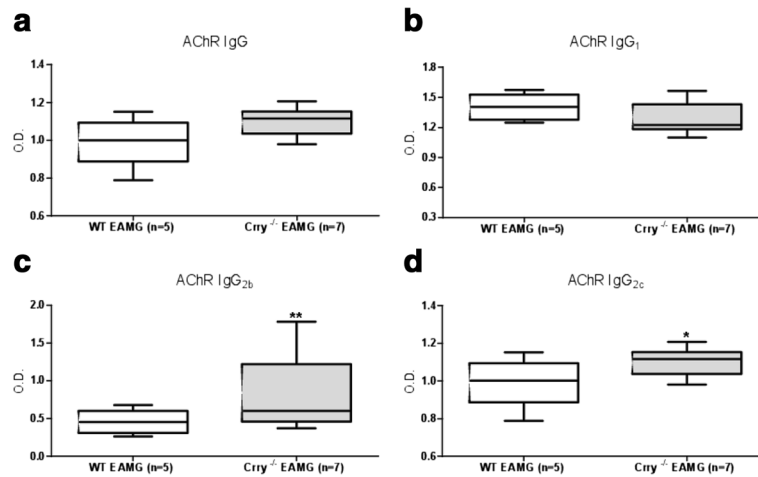 a
AChR IgG
O.D.
1.4
1.2
1.0
0.8
0.6
WT EAMG (n=5)
Crry -/- EAMG (n=7)
b
AChR IgG1
O.D.
1.8
1.5
1.2
0.9
0.6
0.3
WT EAMG (n=5)
Crry -/- EAMG (n=7)
c
AChR IgG2b
O.D.
2.0
1.5
1.0
0.5
0.0
**
WT EAMG (n=5)
Crry -/- EAMG (n=7)
d
AChR IgG2c
O.D.
1.4
1.2
1.0
0.8
0.6
*
WT EAMG (n=5)
Crry -/- EAMG (n=7)